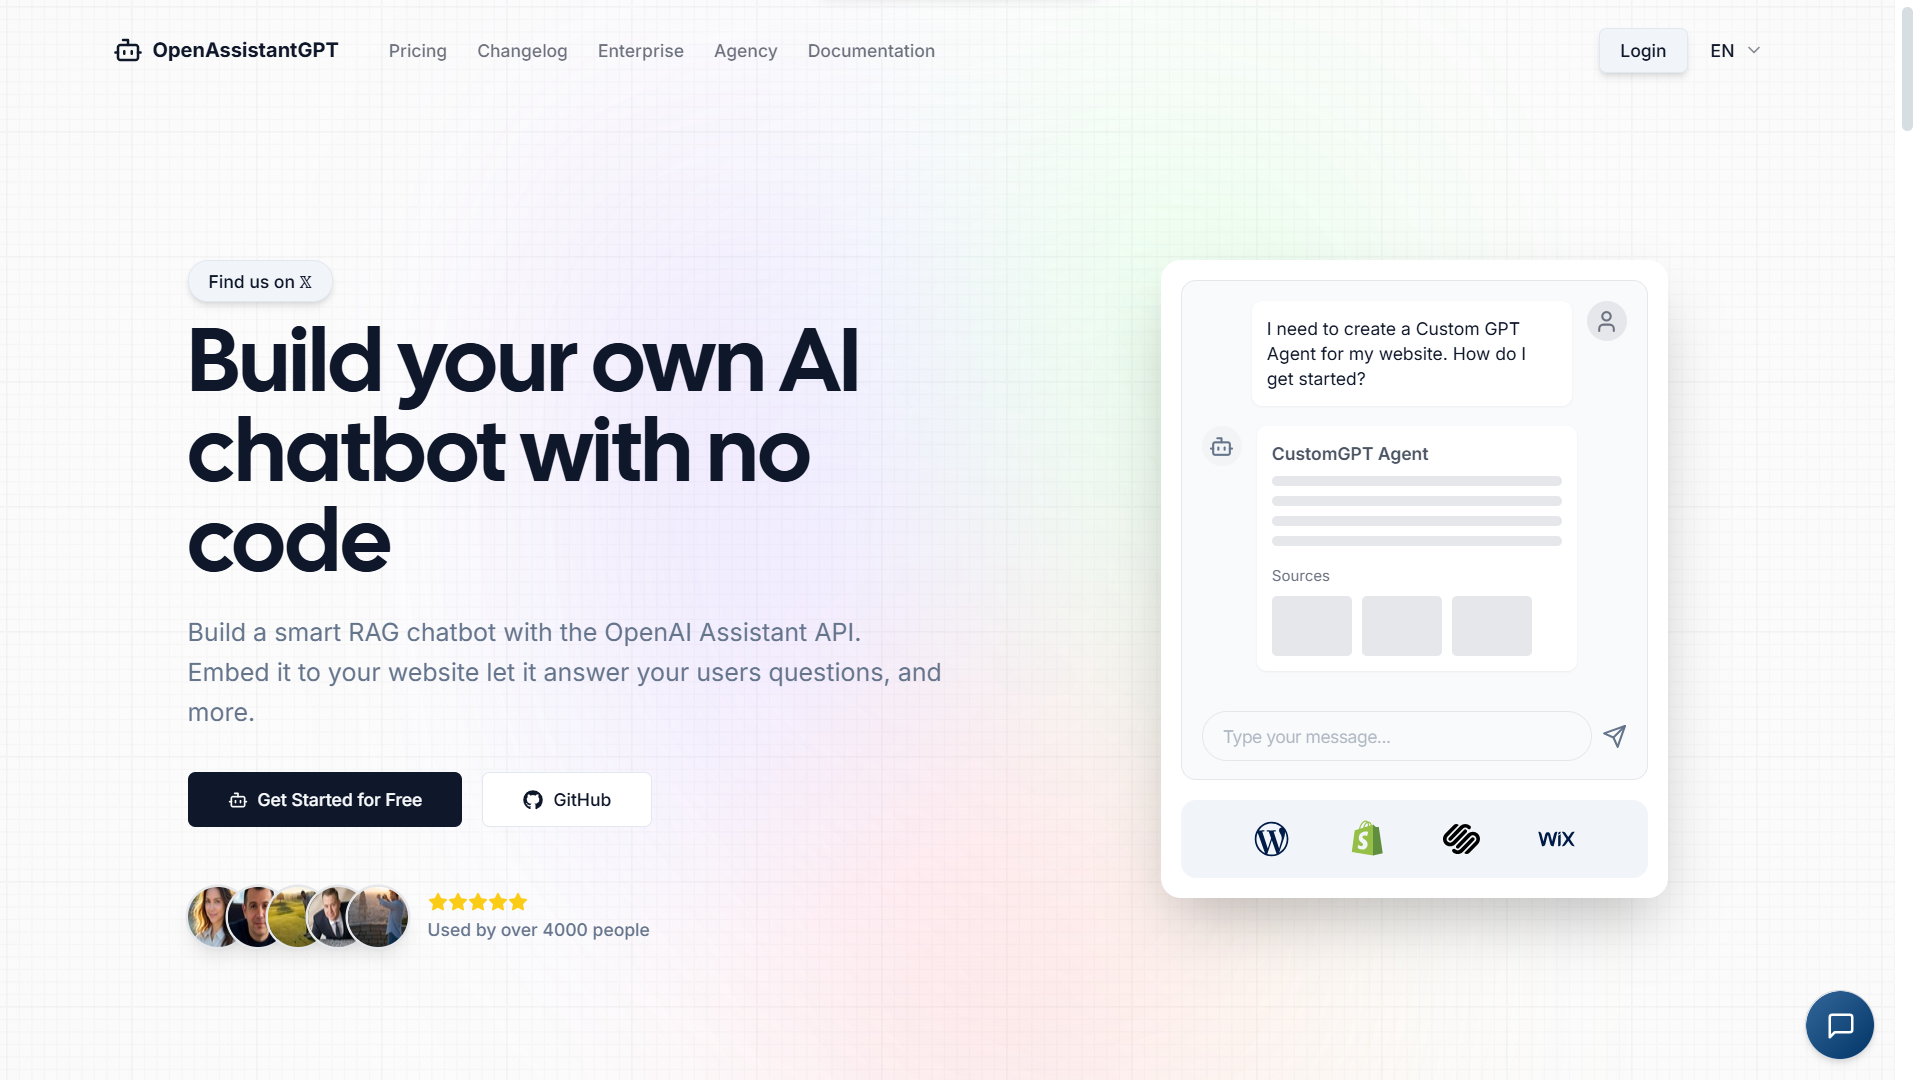 OpenAssistantGPT
Pricing
Changelog
Enterprise
Agency
Documentation
Login
EN
Find us on 𝕏
Build your own AI
chatbot with no
code
Build a smart RAG chatbot with the OpenAI Assistant API.
Embed it to your website let it answer your users questions, and
more.
Get Started for Free
GitHub
Used by over 4000 people
I need to create a Custom GPT
Agent for my website. How do I
get started?
CustomGPT Agent
Sources
Type your message...
WiX